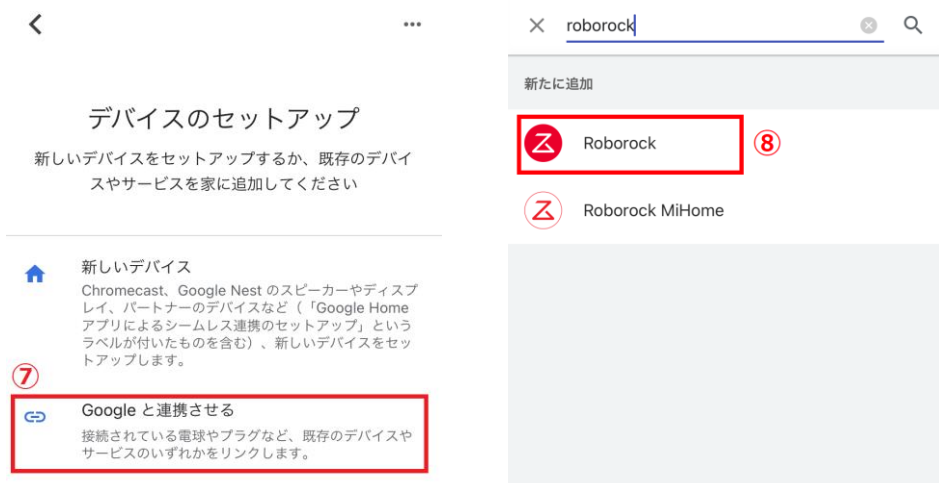 デバイスのセットアップ
新しいデバイスをセットアップするか、既存のデバイ
スやサービスを家に追加してください
新しいデバイス
Chromecast、Google Nest のスピーカーやディスプ
レイ、パートナーのデバイスなど（「Google Home
アプリによるシームレス連携のセットアップ」という
ラベルが付いたものを含む）、新しいデバイスをセッ
トアップします。
⑦
Google と連携させる
接続されている電球やプラグなど、既存のデバイスや
サービスのいずれかをリンクします。
roborock
新たに追加
Roborock
⑧
Roborock MiHome